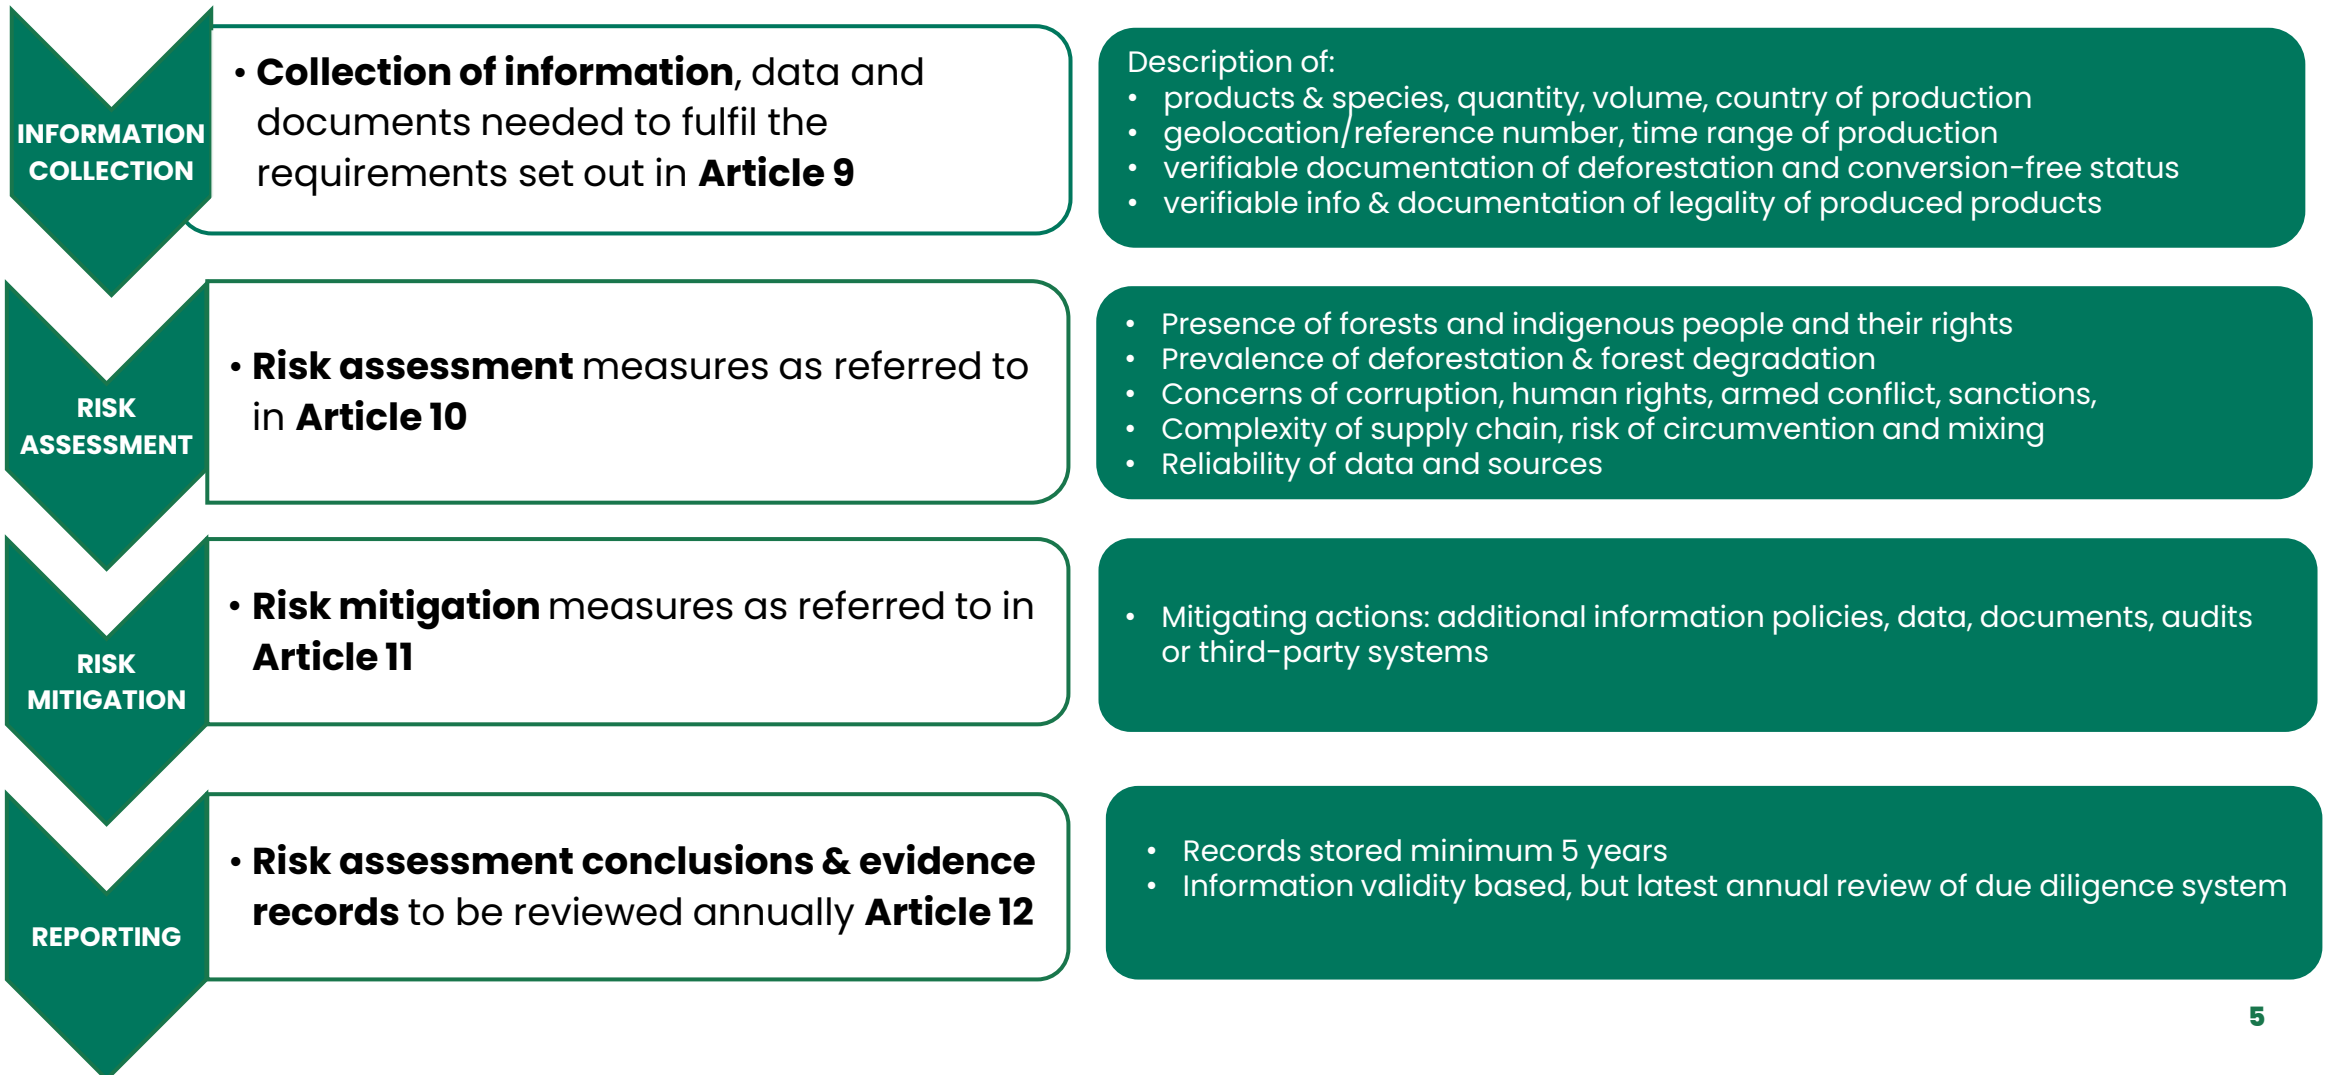 INFORMATION
COLLECTION
• Collection of information, data and
documents needed to fulfil the
requirements set out in Article 9
Description of:
• products & species, quantity, volume, country of production
• geolocation/reference number, time range of production
• verifiable documentation of deforestation and conversion-free status
• verifiable info & documentation of legality of produced products
RISK
ASSESSMENT
• Risk assessment measures as referred to
in Article 10
• Presence of forests and indigenous people and their rights
• Prevalence of deforestation & forest degradation
• Concerns of corruption, human rights, armed conflict, sanctions,
• Complexity of supply chain, risk of circumvention and mixing
• Reliability of data and sources
RISK
MITIGATION
• Risk mitigation measures as referred to in
Article 11
• Mitigating actions: additional information policies, data, documents, audits
or third-party systems
REPORTING
• Risk assessment conclusions & evidence
records to be reviewed annually Article 12
• Records stored minimum 5 years
• Information validity based, but latest annual review of due diligence system
5